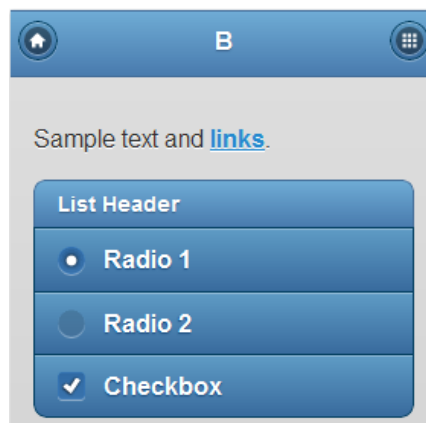 B
Sample text and links.
List Header
Radio 1
Radio 2
Checkbox